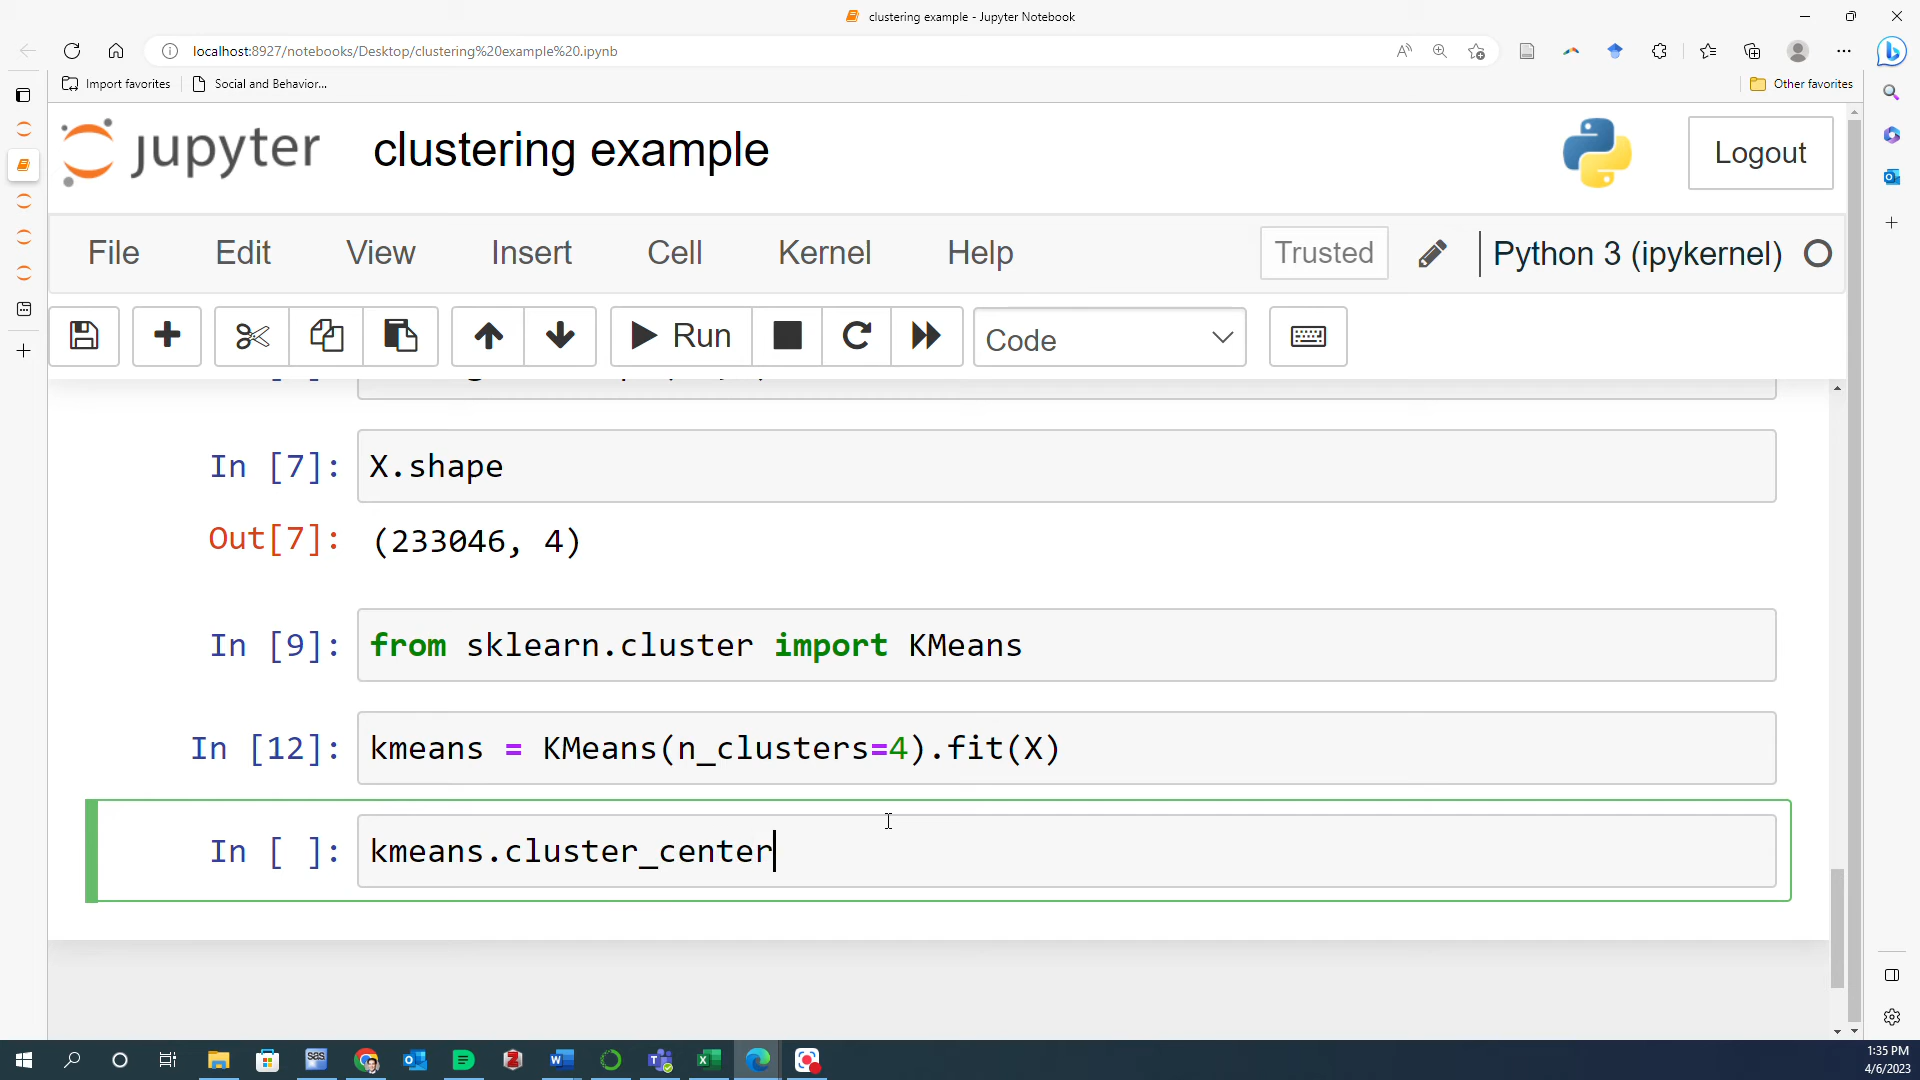 clustering example - Jupyter Notebook
localhost:8927/notebooks/Desktop/clustering%20example%20.ipynb
Import favorites
Social and Behavior...
Other favorites
jupyter
clustering example
Logout
File
Edit
View
Insert
Cell
Kernel
Help
Trusted
Python 3 (ipykernel)
Run
Code
In [7]:
X.shape
Out[7]:
(233046, 4)
In [9]:
from sklearn.cluster import KMeans
In [12]:
kmeans = KMeans(n_clusters=4).fit(X)
In [ ]:
kmeans.cluster_center
1:35 PM
4/6/2023